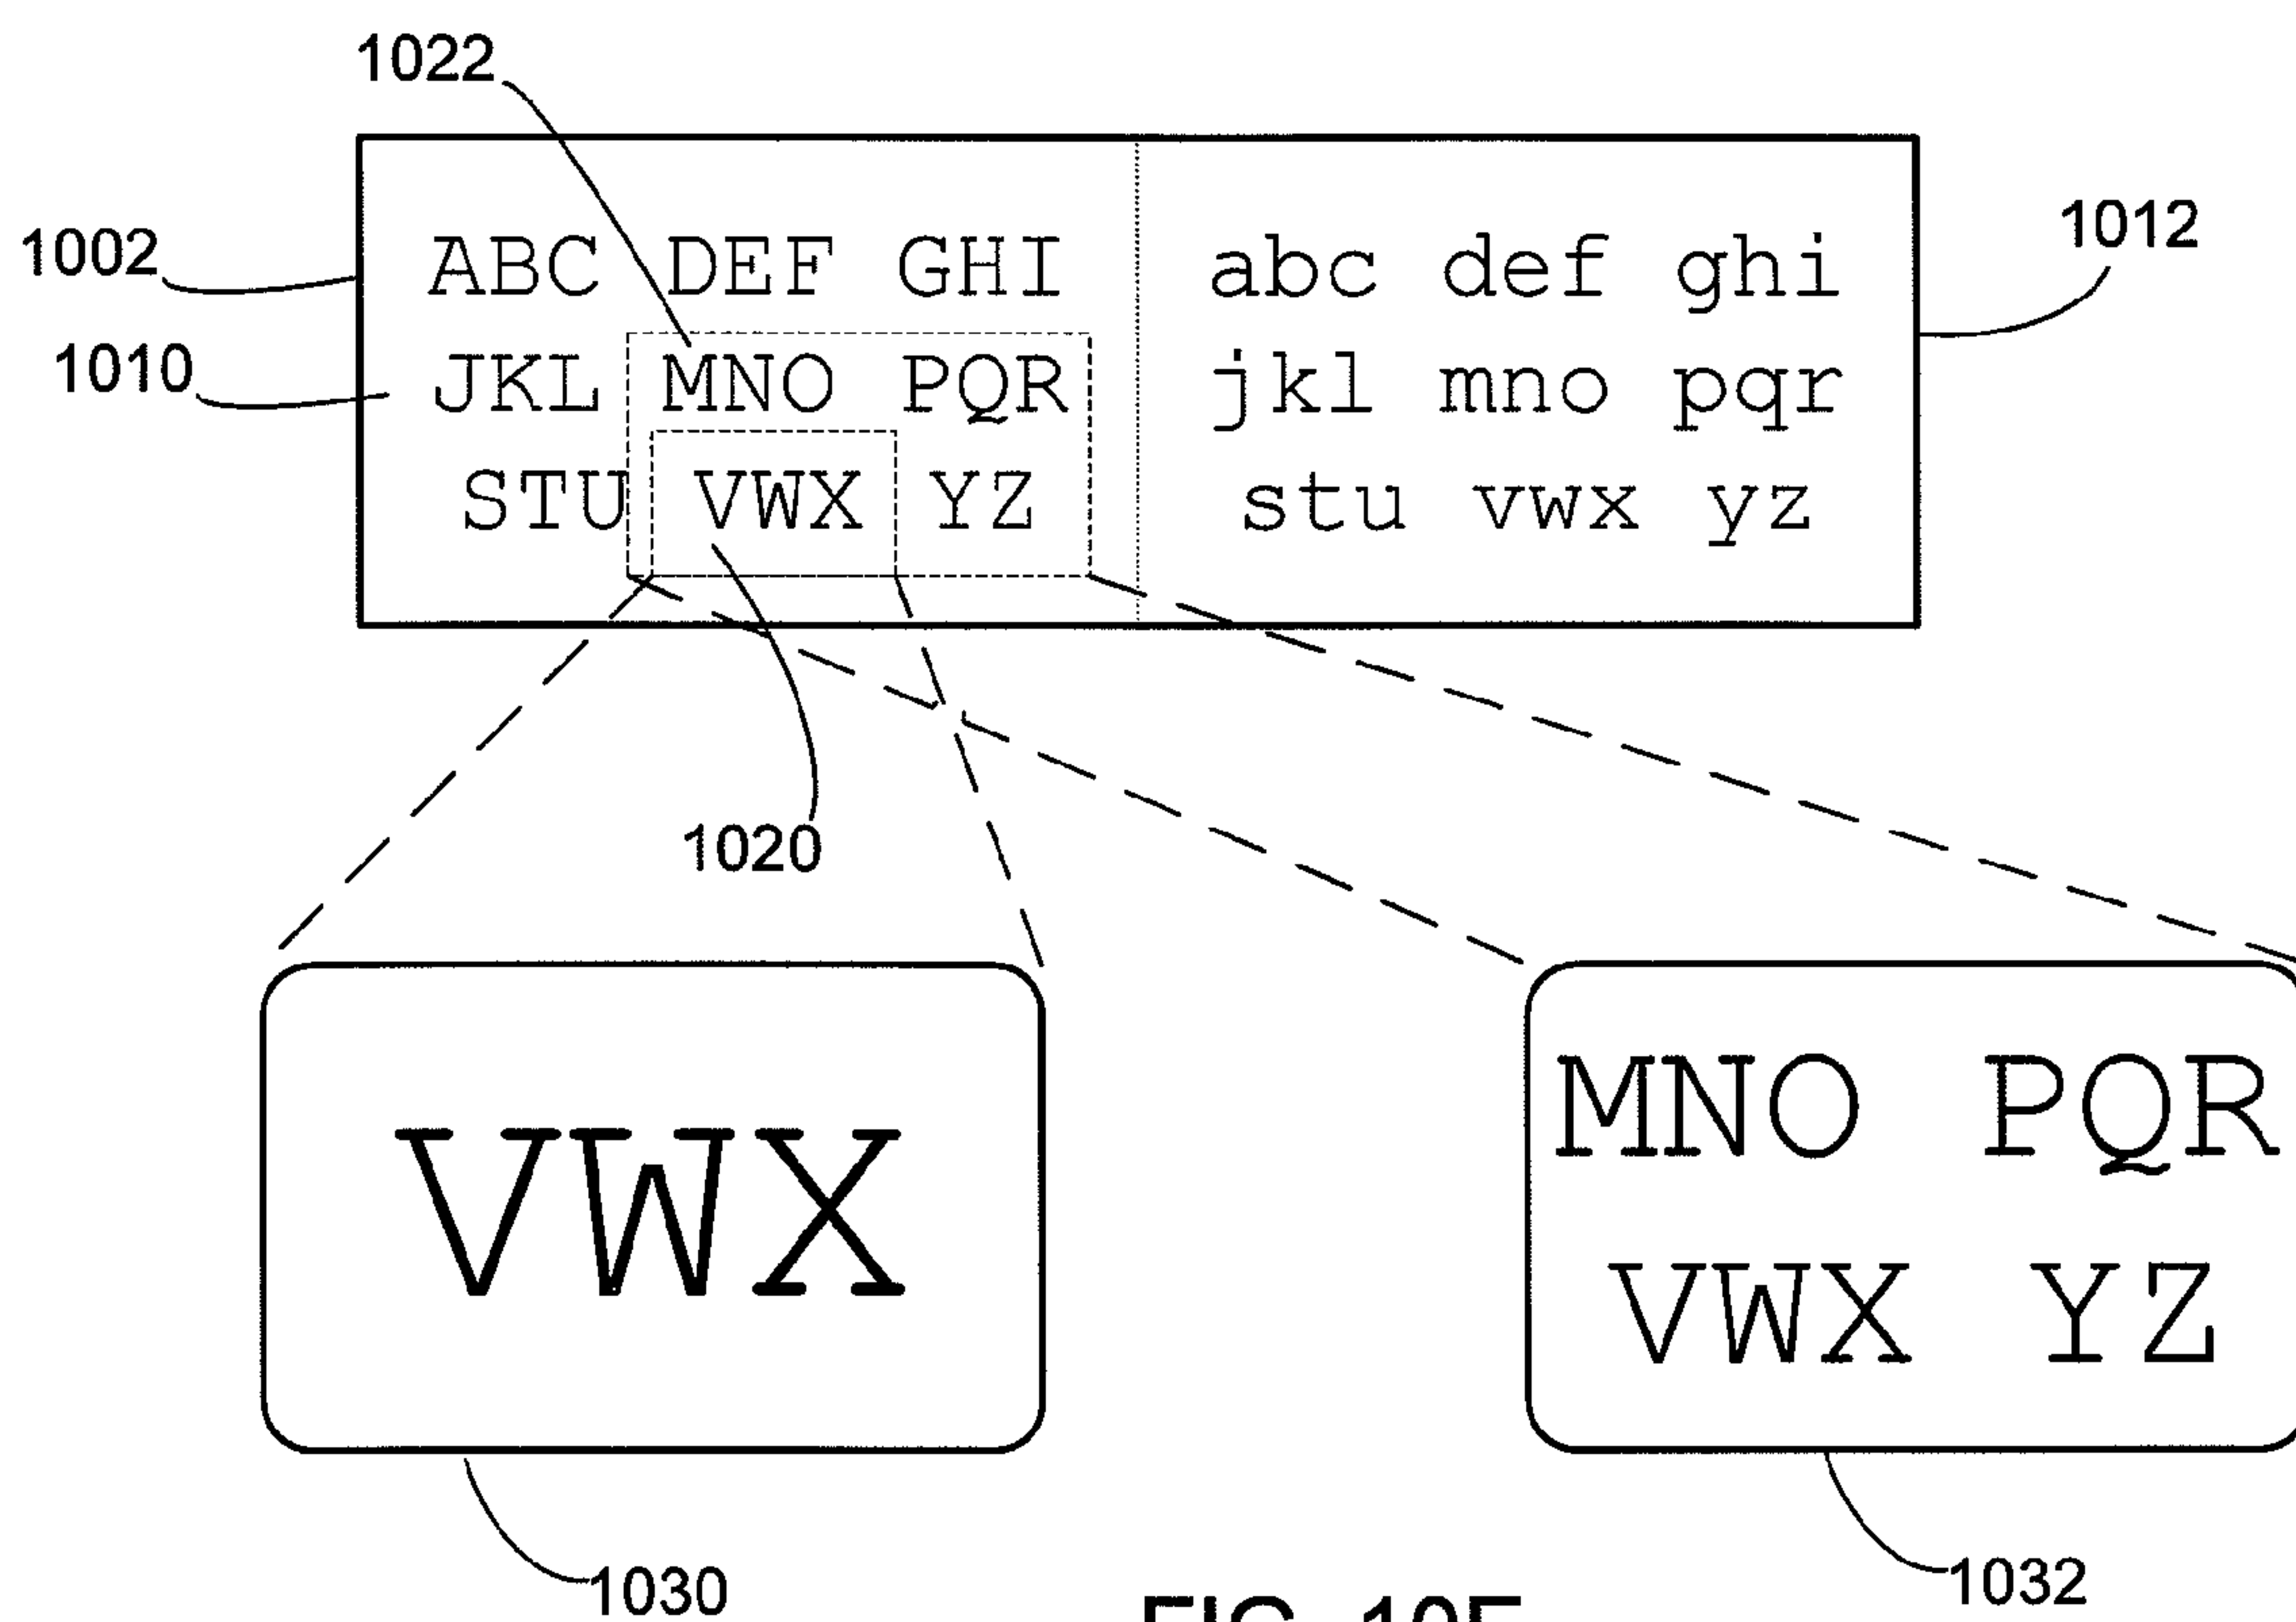 1022
1002
1010
1012
ABC DEF GHI
JKL MNO PQR
STU VWX YZ
abc def ghi
jkl mno pqr
stu vwx yz
1020
VWX
MNO PQR
VWX YZ
1030
1032
FIG.